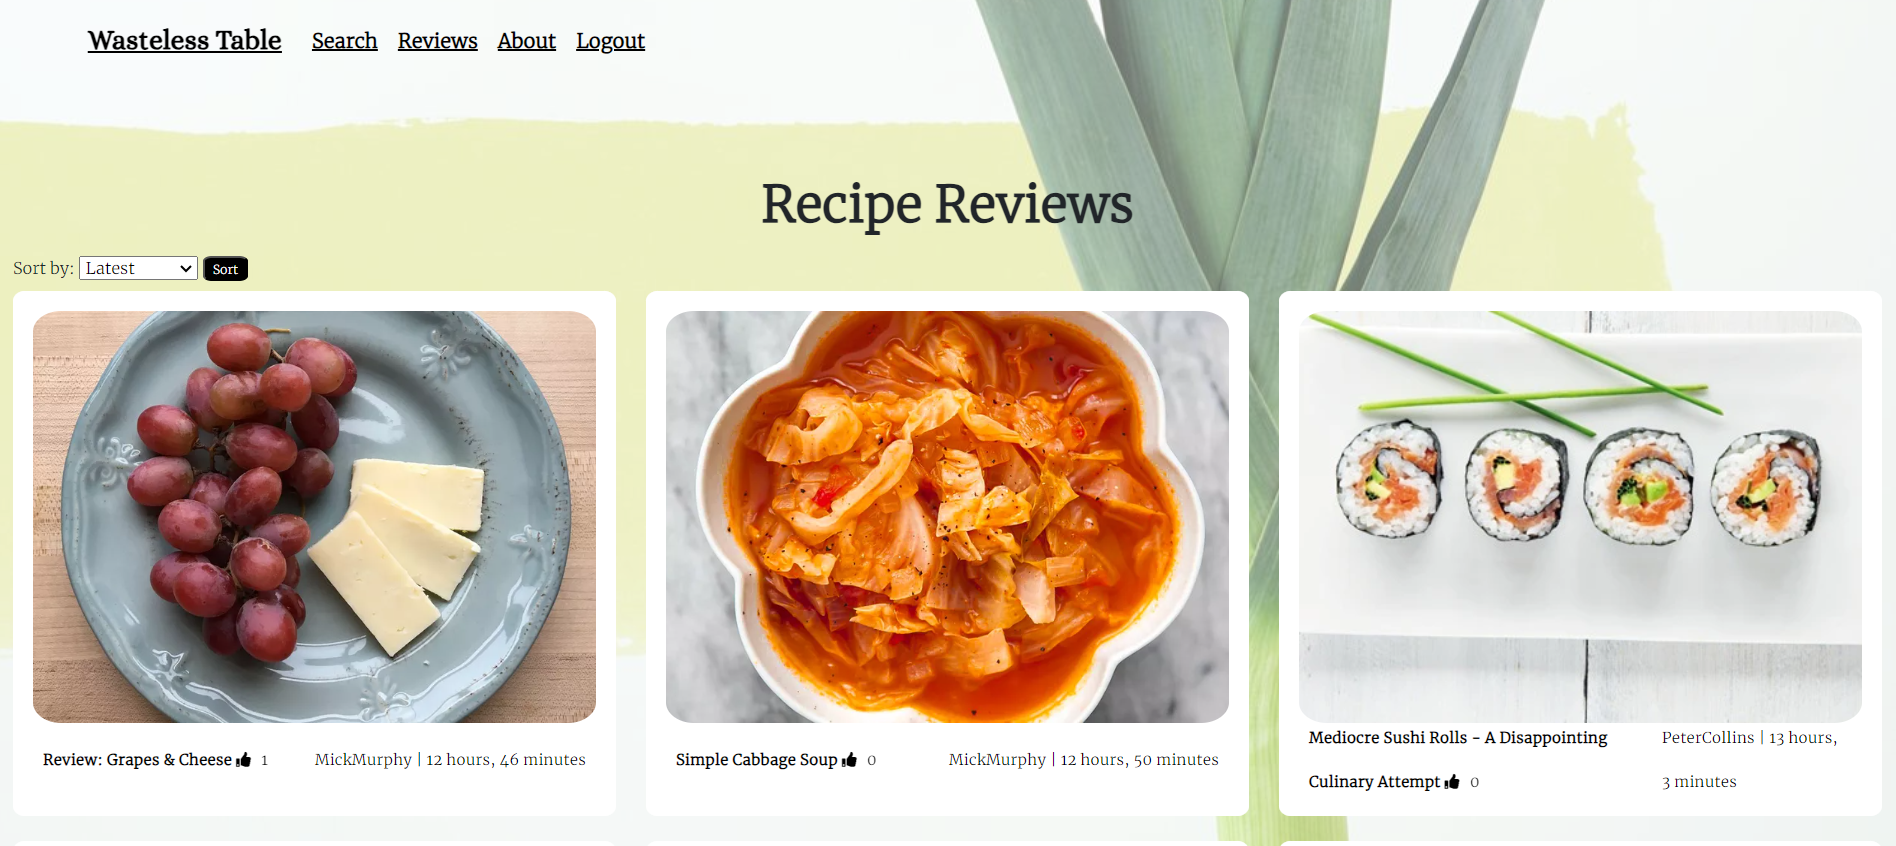 Wasteless Table Search Reviews About Logout
Recipe Reviews
Sort by: Latest Sort
Review: Grapes & Cheese 1 MickMurphy | 12 hours, 46 minutes
Simple Cabbage Soup 0 MickMurphy | 12 hours, 50 minutes
Mediocre Sushi Rolls - A Disappointing
Culinary Attempt 0
PeterCollins | 13 hours,
3 minutes